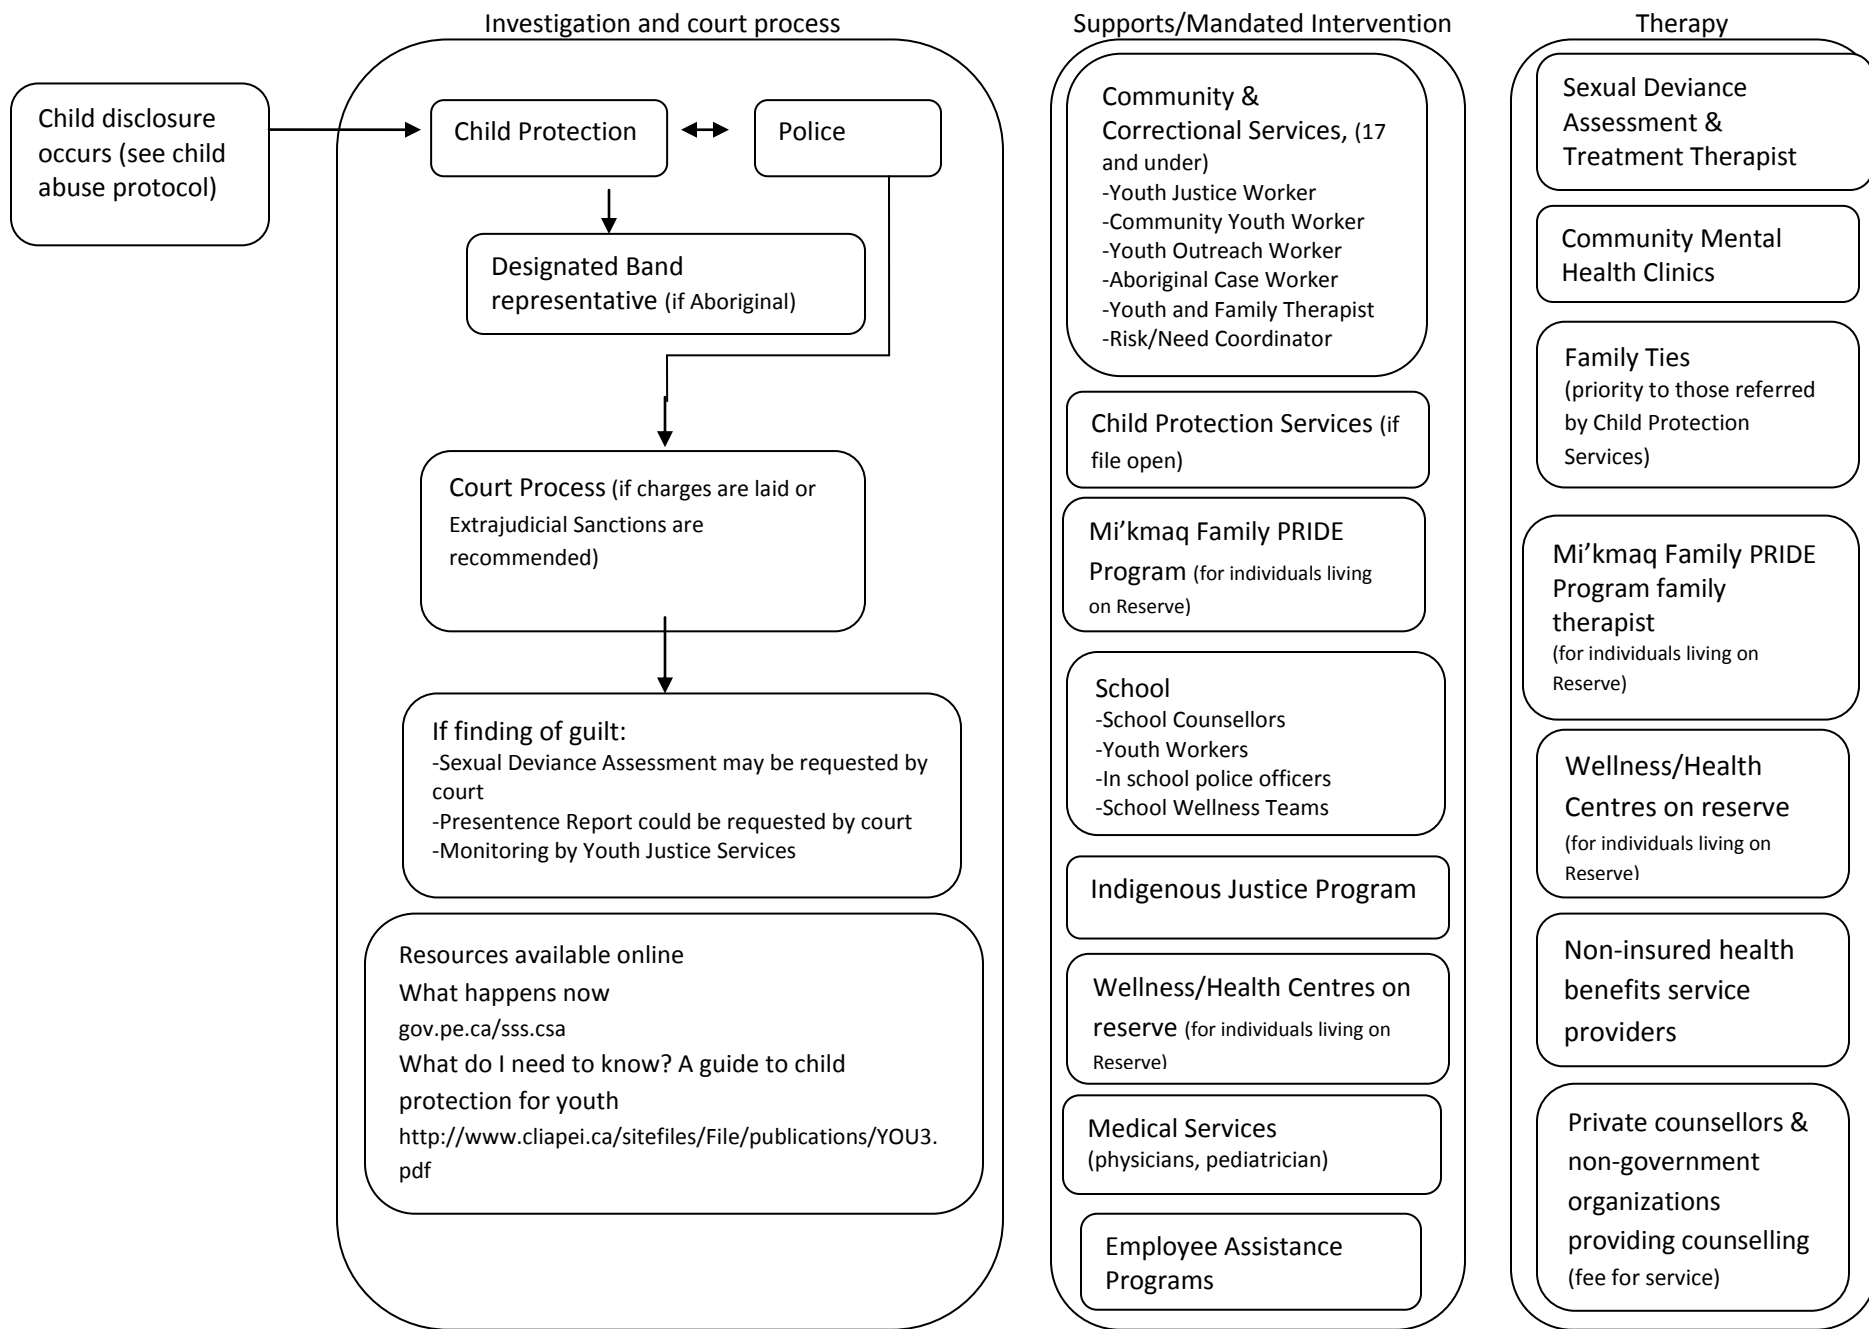 Investigation and court process
Child disclosure
occurs (see child
abuse protocol)
Child Protection
Police
Designated Band
representative (if Aboriginal)
Court Process (if charges are laid or
Extrajudicial Sanctions are
recommended)
If finding of guilt:
-Sexual Deviance Assessment may be requested by
court
-Presentence Report could be requested by court
-Monitoring by Youth Justice Services
Resources available online
What happens now
gov.pe.ca/sss.csa
What do I need to know? A guide to child
protection for youth
http://www.cliapei.ca/sitefiles/File/publications/YOU3.
pdf
Supports/Mandated Intervention
Community &
Correctional Services, (17
and under)
-Youth Justice Worker
-Community Youth Worker
-Youth Outreach Worker
-Aboriginal Case Worker
-Youth and Family Therapist
-Risk/Need Coordinator
Child Protection Services (if
file open)
Mi’kmaq Family PRIDE
Program (for individuals living
on Reserve)
School
-School Counsellors
-Youth Workers
-In school police officers
-School Wellness Teams
Indigenous Justice Program
Wellness/Health Centres on
reserve (for individuals living on
Reserve)
Medical Services
(physicians, pediatrician)
Employee Assistance
Programs
Therapy
Sexual Deviance
Assessment &
Treatment Therapist
Community Mental
Health Clinics
Family Ties
(priority to those referred
by Child Protection
Services)
Mi’kmaq Family PRIDE
Program family
therapist
(for individuals living on
Reserve)
Wellness/Health
Centres on reserve
(for individuals living on
Reserve)
Non-insured health
benefits service
providers
Private counsellors &
non-government
organizations
providing counselling
(fee for service)